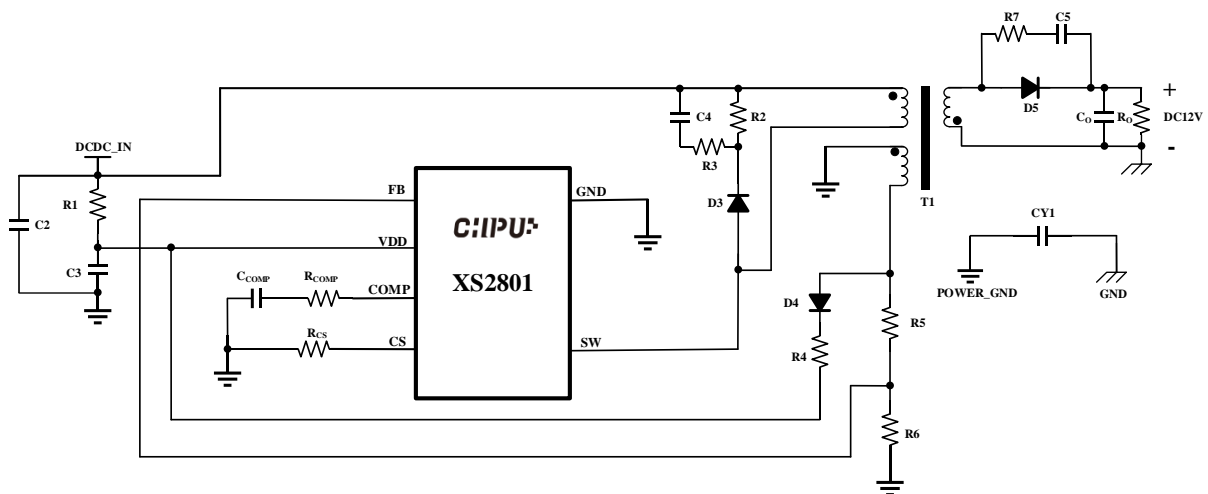 R7
C5
D5
+
C4
R2
CO
RO
DC12V
-
R3
DCDC_IN
R1
FB
GND
D3
T1
C2
CHIPUP
VDD
CY1
C3
XS2801
CCOMP
RCOMP
COMP
POWER_GND
GND
D4
R5
RCS
CS
SW
R4
R6